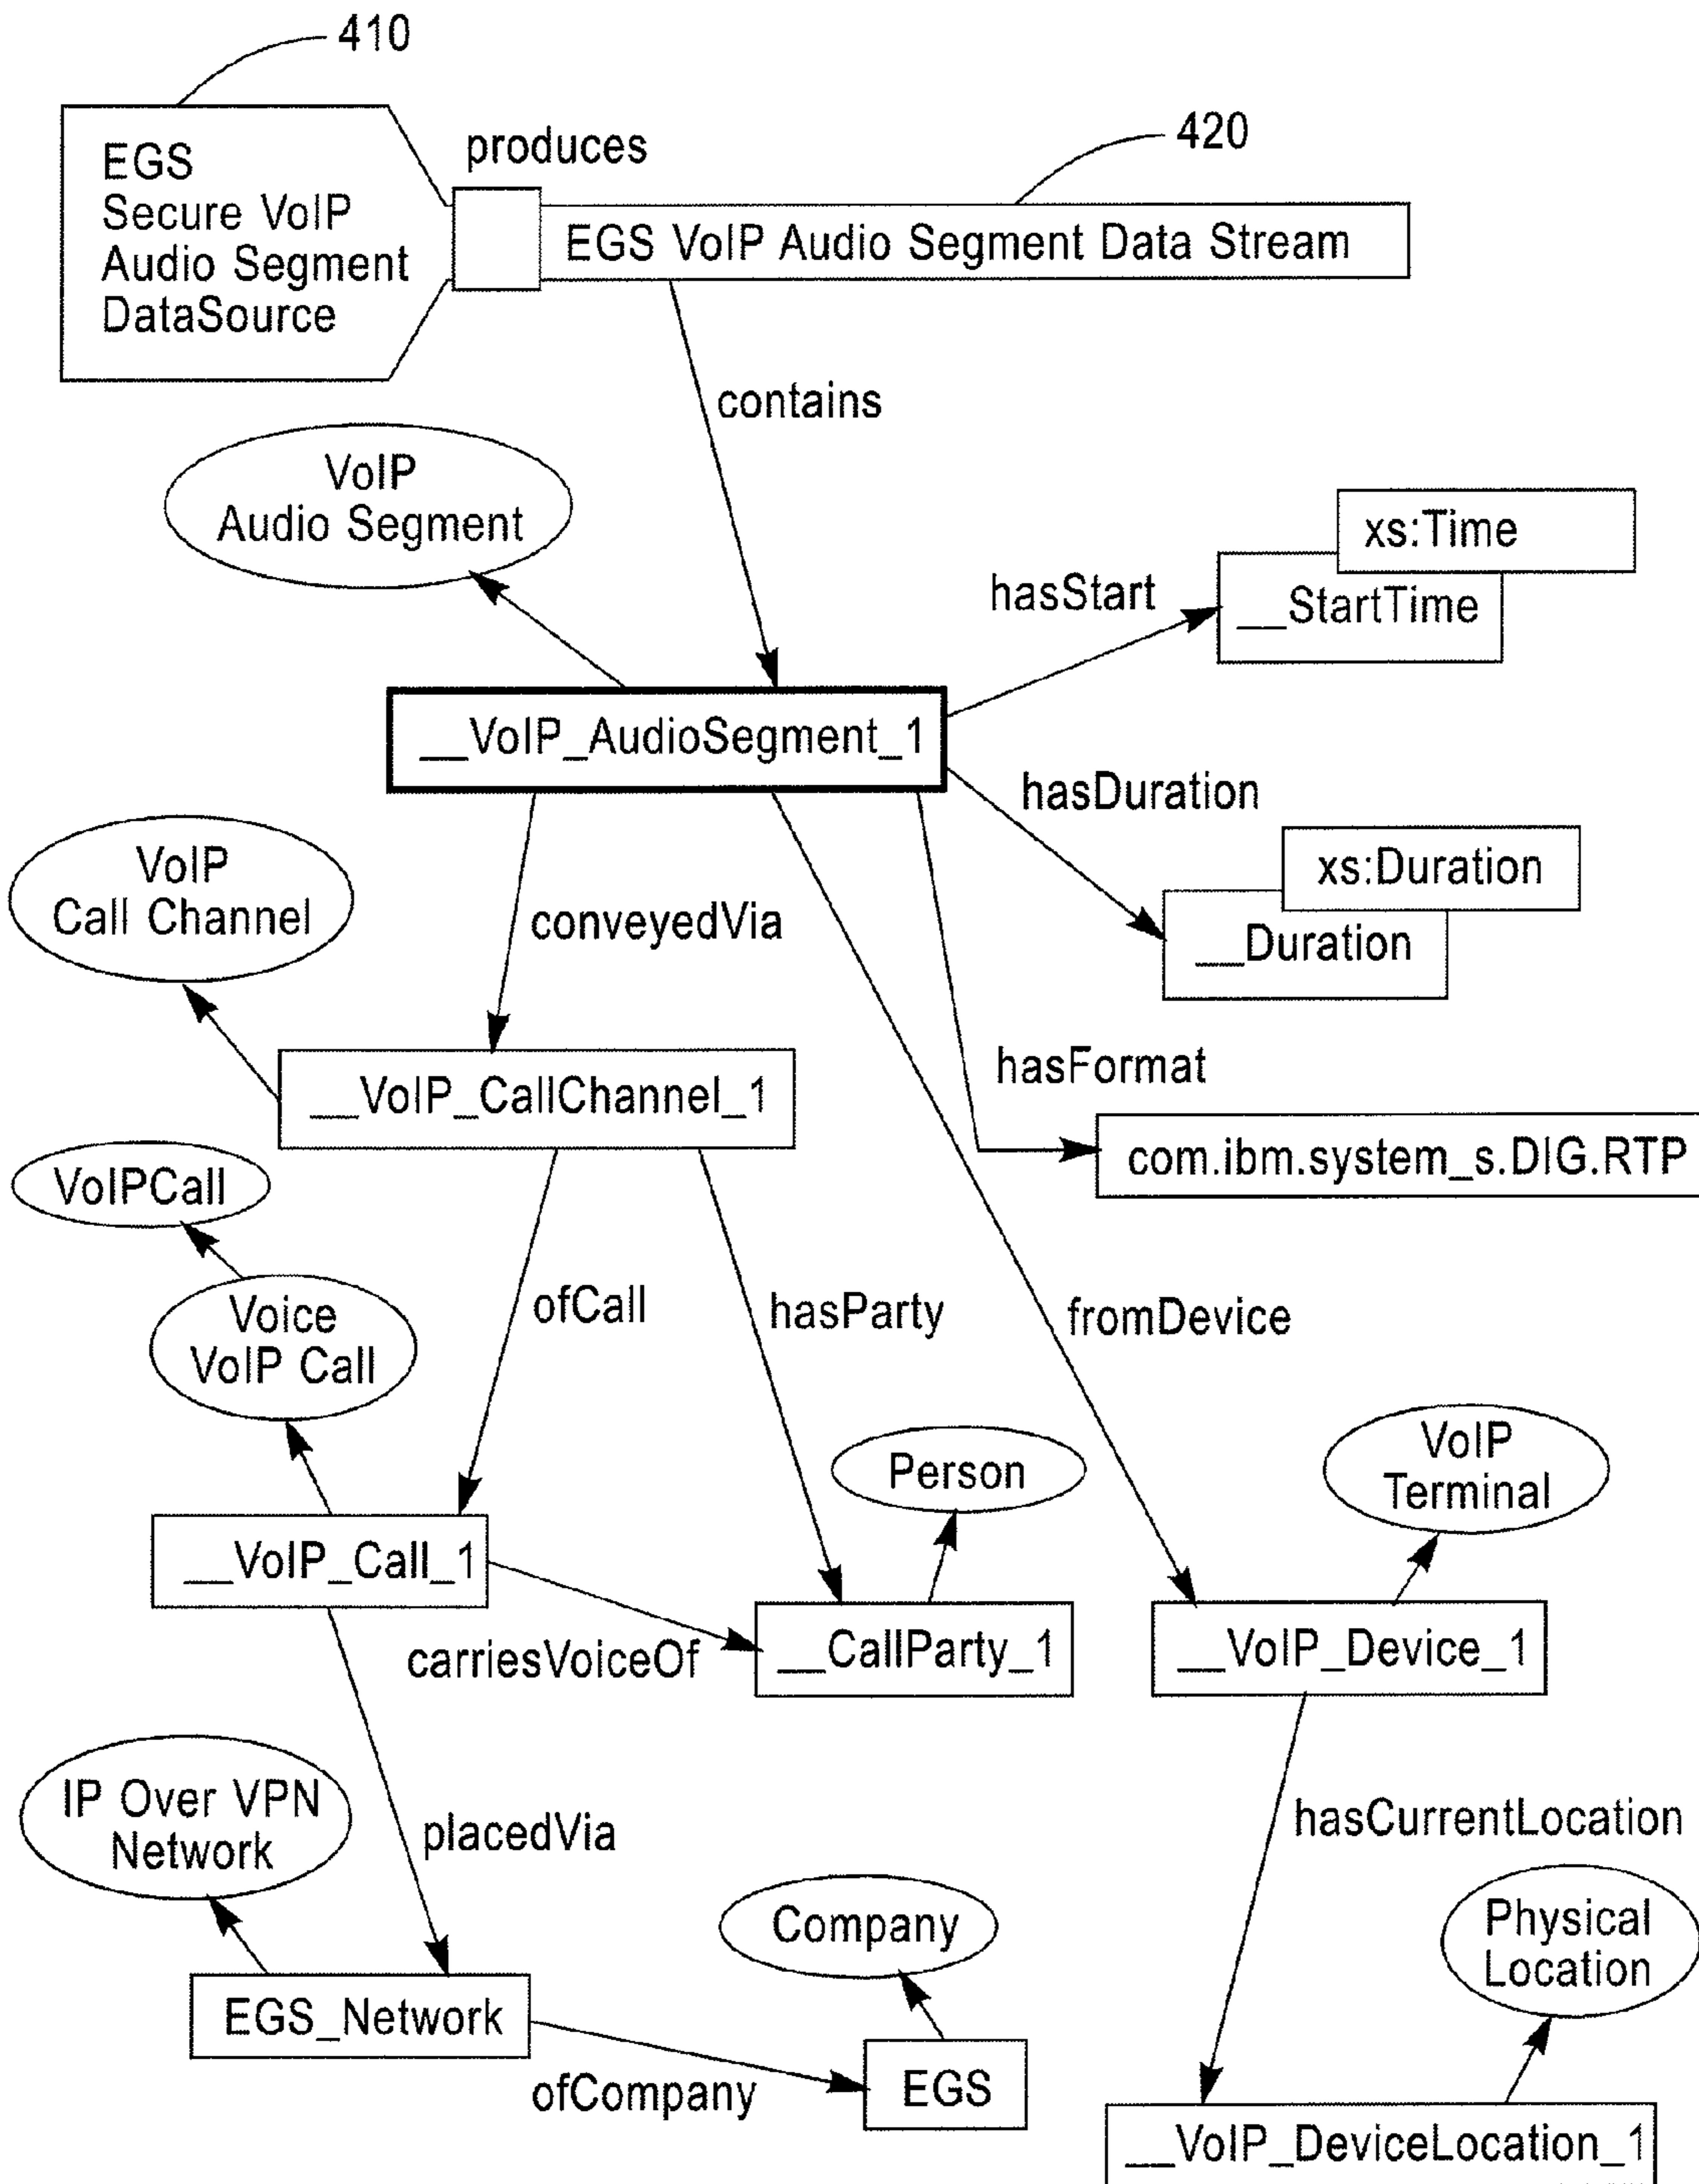 410
EGS
Secure VoIP
Audio Segment
DataSource
produces
420
EGS VoIP Audio Segment Data Stream
contains
VoIP
Audio Segment
xs:Time
hasStart
__StartTime
__VoIP_AudioSegment_1
hasDuration
xs:Duration
__Duration
VoIP
Call Channel
conveyedVia
hasFormat
__VoIP_CallChannel_1
com.ibm.system_s.DIG.RTP
VoIPCall
Voice
VoIP Call
ofCall
hasParty
fromDevice
Person
VoIP
Terminal
__VoIP_Call_1
carriesVoiceOf
__CallParty_1
__VoIP_Device_1
IP Over VPN
Network
placedVia
hasCurrentLocation
Company
Physical
Location
EGS_Network
ofCompany
EGS
__VoIP_DeviceLocation_1